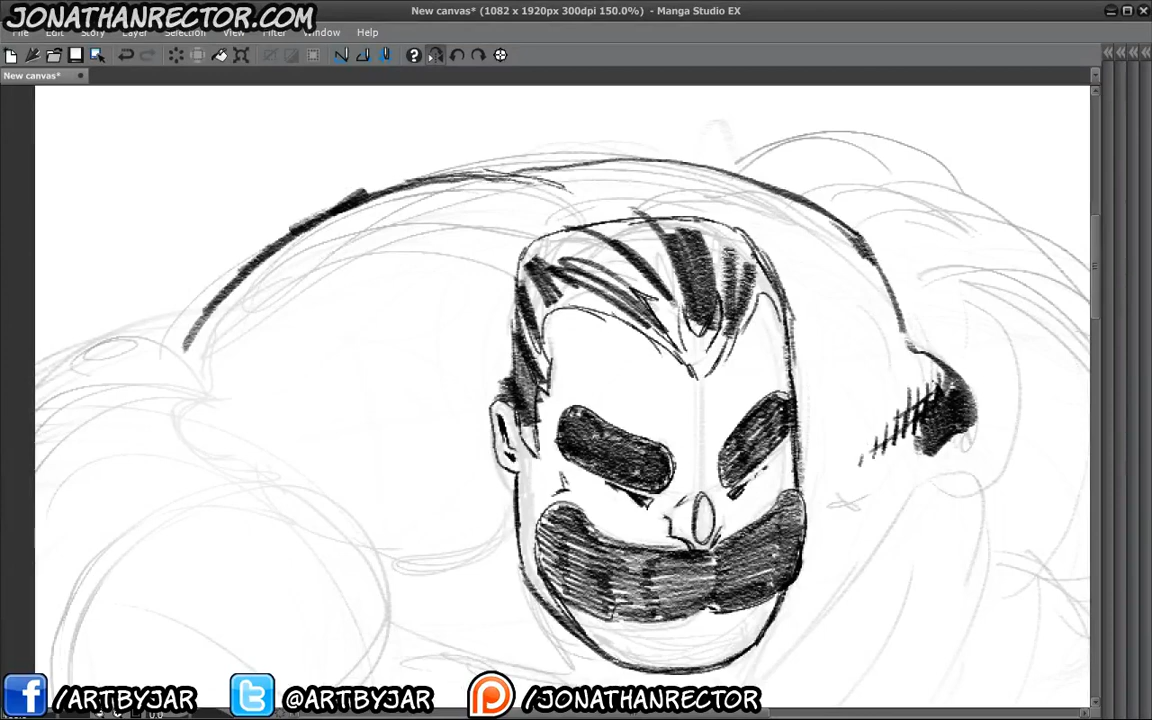 JONATHANRECTOR.COM
New canvas* (1082 x 1920px 300dpi 150.0%) - Manga Studio EX
File Edit Story Layer Selection View Filter Window Help
New canvas*
/ARTBYJAR @ARTBYJAR /JONATHANRECTOR